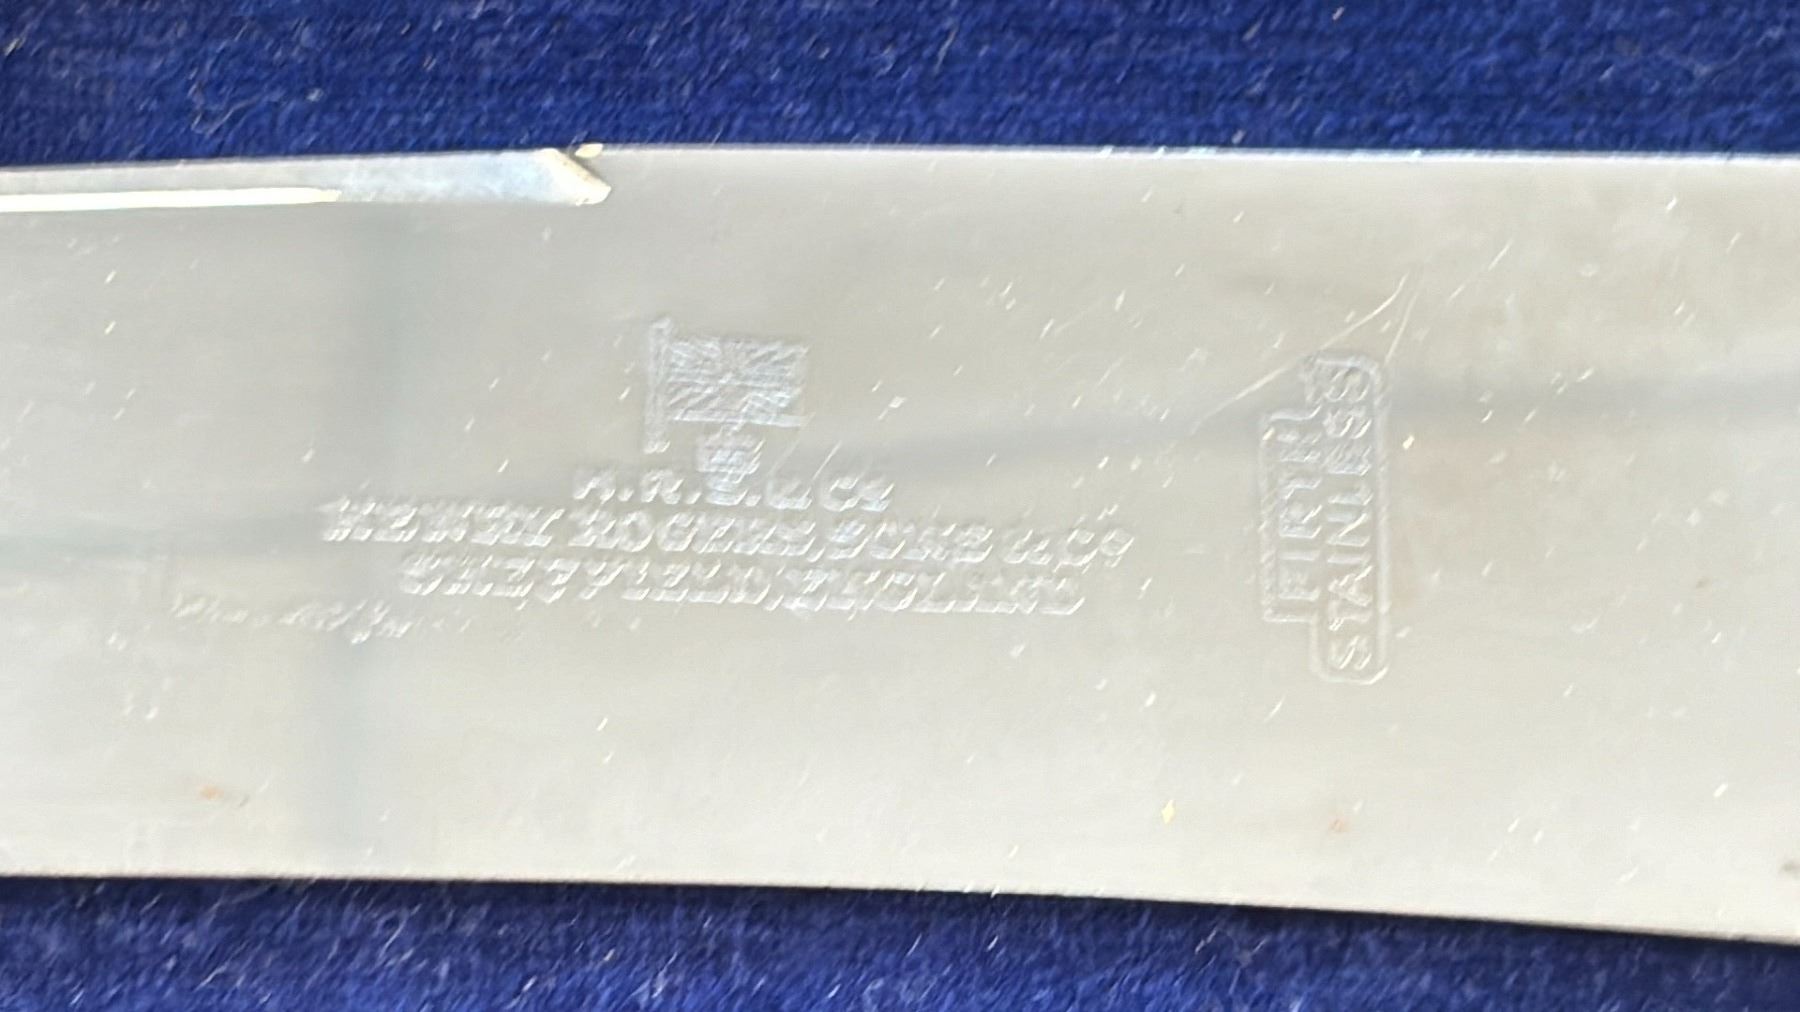 H.R.S.&Co
HENRY ROGERS, SONS & Co
SHEFFIELD, ENGLAND
FIRTH
STAINLESS